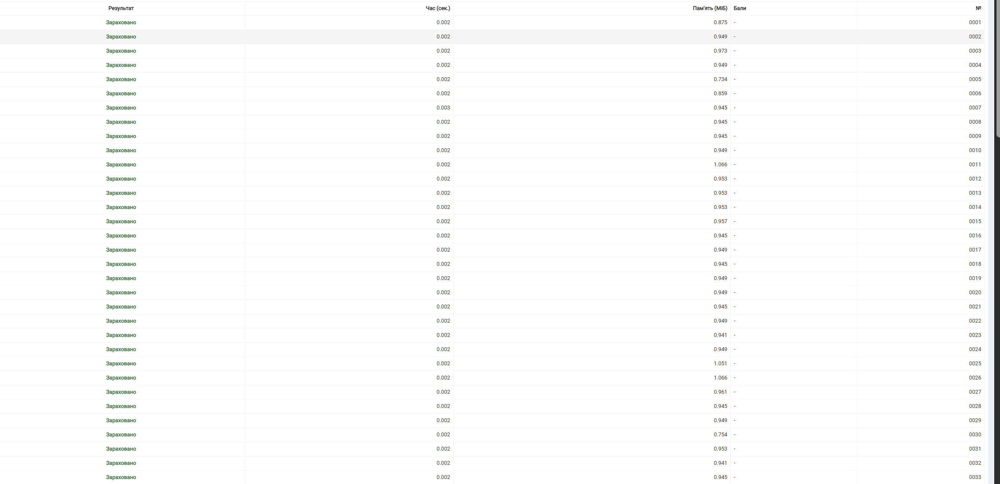 Результат Час (сек.) Пам'ять (МіБ) Бали №
Зараховано 0.002 0.875 - 0001
Зараховано 0.002 0.949 - 0002
Зараховано 0.002 0.973 - 0003
Зараховано 0.002 0.949 - 0004
Зараховано 0.002 0.734 - 0005
Зараховано 0.002 0.859 - 0006
Зараховано 0.003 0.945 - 0007
Зараховано 0.002 0.945 - 0008
Зараховано 0.002 0.945 - 0009
Зараховано 0.002 0.949 - 0010
Зараховано 0.002 1.066 - 0011
Зараховано 0.002 0.953 - 0012
Зараховано 0.002 0.953 - 0013
Зараховано 0.002 0.953 - 0014
Зараховано 0.002 0.957 - 0015
Зараховано 0.002 0.945 - 0016
Зараховано 0.002 0.949 - 0017
Зараховано 0.002 0.945 - 0018
Зараховано 0.002 0.949 - 0019
Зараховано 0.002 0.949 - 0020
Зараховано 0.002 0.945 - 0021
Зараховано 0.002 0.949 - 0022
Зараховано 0.002 0.941 - 0023
Зараховано 0.002 0.949 - 0024
Зараховано 0.002 1.051 - 0025
Зараховано 0.002 1.066 - 0026
Зараховано 0.002 0.961 - 0027
Зараховано 0.002 0.945 - 0028
Зараховано 0.002 0.949 - 0029
Зараховано 0.002 0.754 - 0030
Зараховано 0.002 0.953 - 0031
Зараховано 0.002 0.941 - 0032
Зараховано 0.002 0.945 - 0033